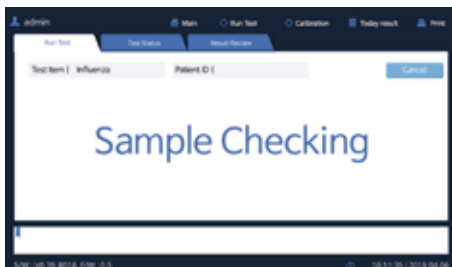 admin Main Run Test Calibration Today result Print
Run Test Test Status Result Review
Test Item | Influenza Patient ID | Cancel
Sample Checking